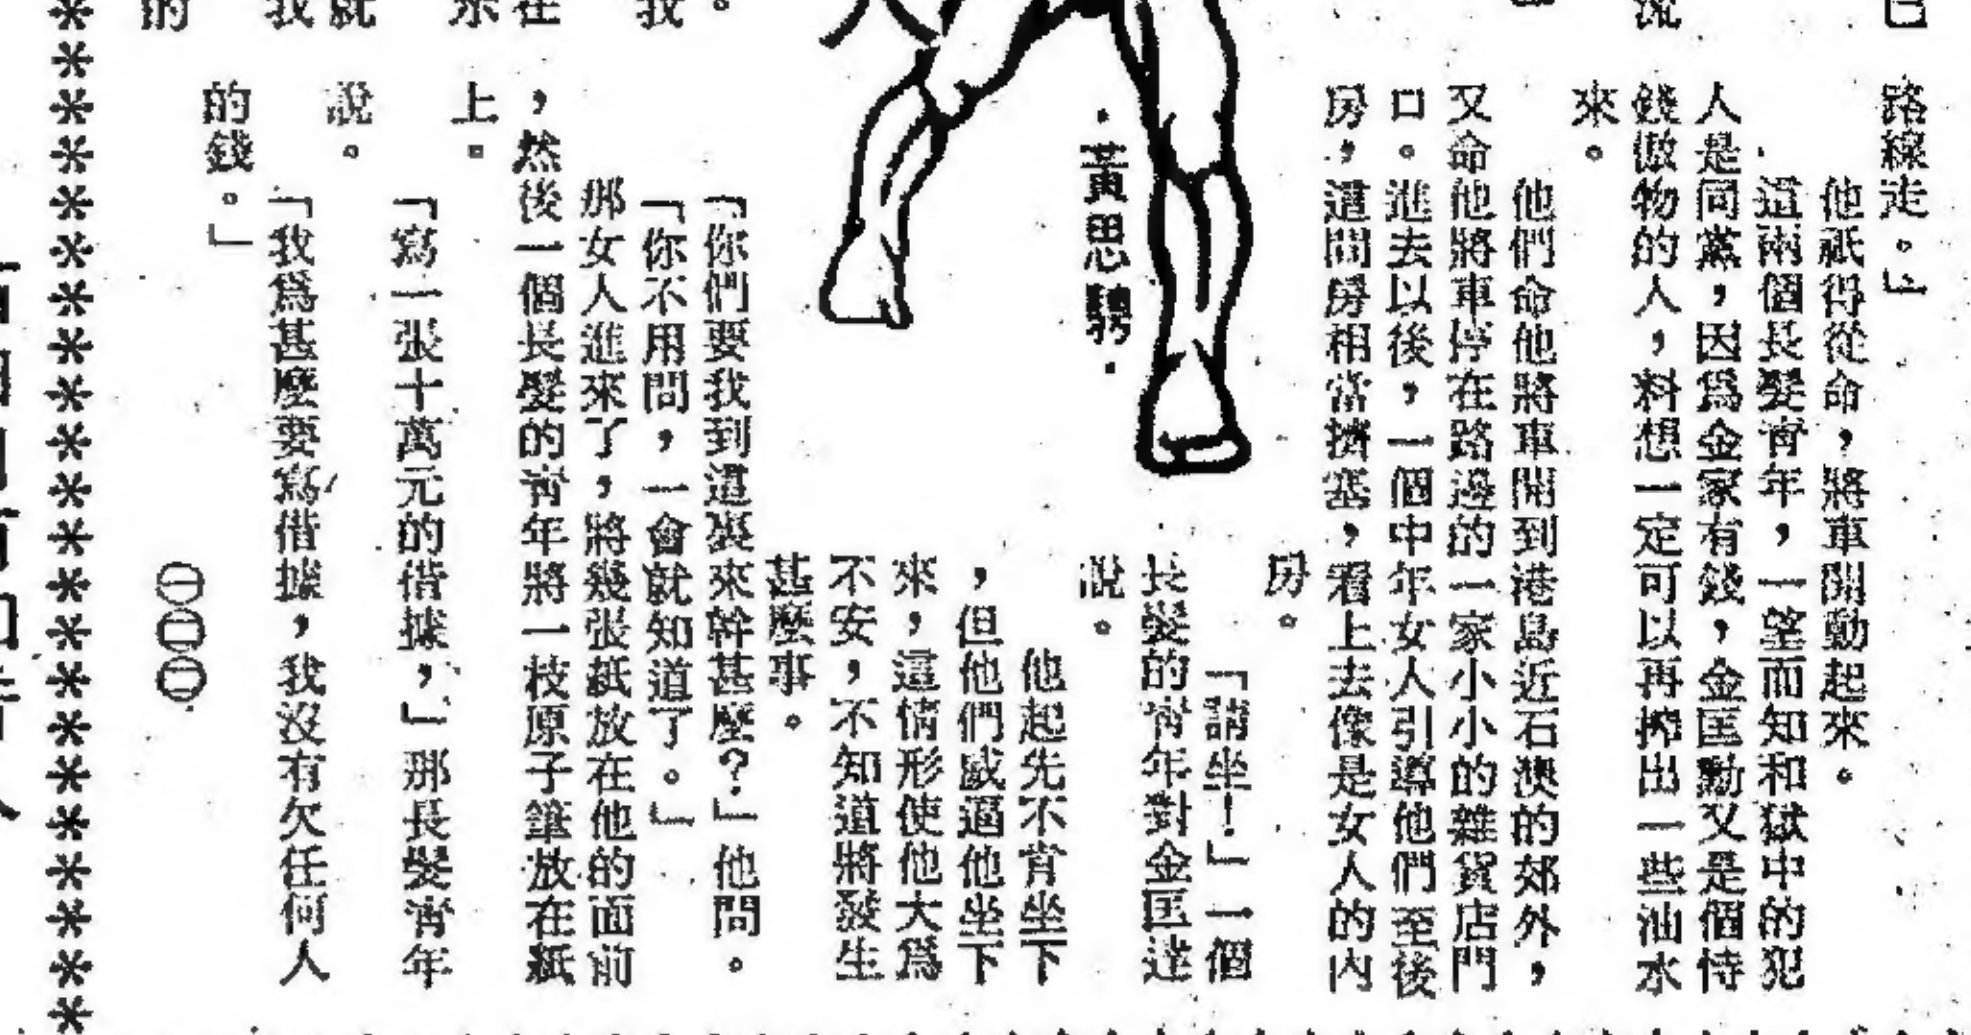 路線走。」
他祇得從命，將車開動起來。
這兩個長髮青年，一望而知和獄中的犯
人是同黨，因爲金家有錢，金匡勳又是個恃
錢傲物的人，料想一定可以再搾出一些油水
來。
他們命他將車開到港島近石澳的郊外，
又命他將車停在路邊的一家小小的雜貨店門
口。進去以後，一個中年女人引導他們至後
房，這間房相當擠塞，看上去像是女人的內
房。
「請坐！」一個
長髮的青年對金匡達
說。
他起先不肯坐下
，但他們威逼他坐下
來，這情形使他大爲
不安，不知道將發生
甚麼事。
「你們要我到這裏來幹甚麼？」他問。
「你不用問，一會就知道了。」
那女人進來了，將幾張紙放在他的面前
，然後一個長髮的青年將一枝原子筆放在紙
上。
「寫一張十萬元的借據，」那長髮青年
說。
「我爲甚麼要寫借據，我沒有欠任何人
的錢。」
·黃思騁·